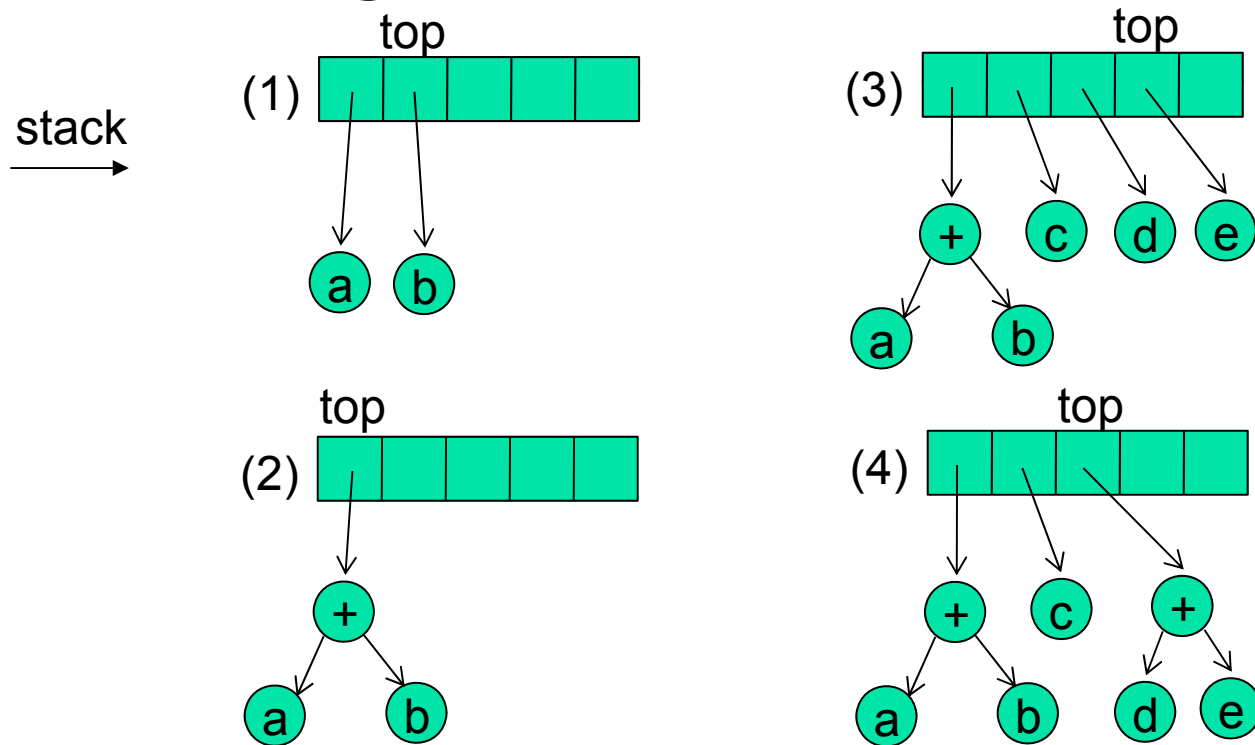 top
(1)
stack
a b
top
(3)
+ c d e
a b
top
(2)
+
a b
top
(4)
+ c +
a b d e